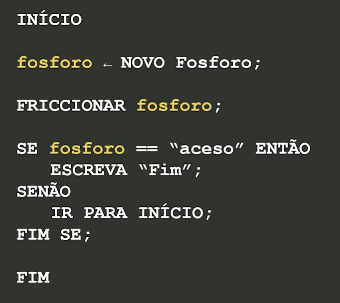 INÍCIO
fosforo ← NOVO Fosforo;
FRICCIONAR fosforo;
SE fosforo == “aceso” ENTÃO
ESCREVA “Fim”;
SENÃO
IR PARA INÍCIO;
FIM SE;
FIM